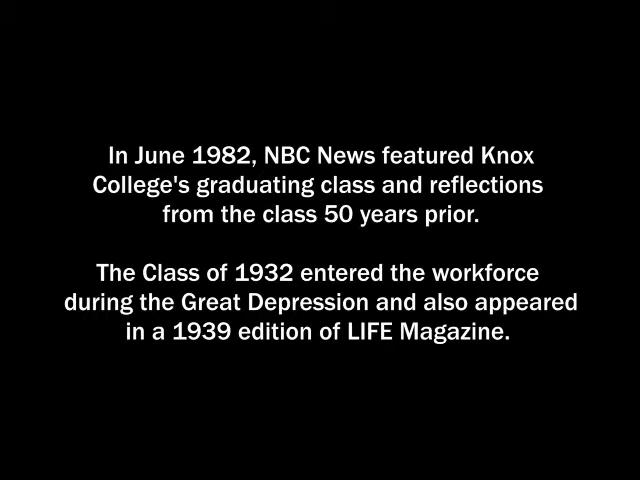 In June 1982, NBC News featured Knox
College's graduating class and reflections
from the class 50 years prior.
The Class of 1932 entered the workforce
during the Great Depression and also appeared
in a 1939 edition of LIFE Magazine.